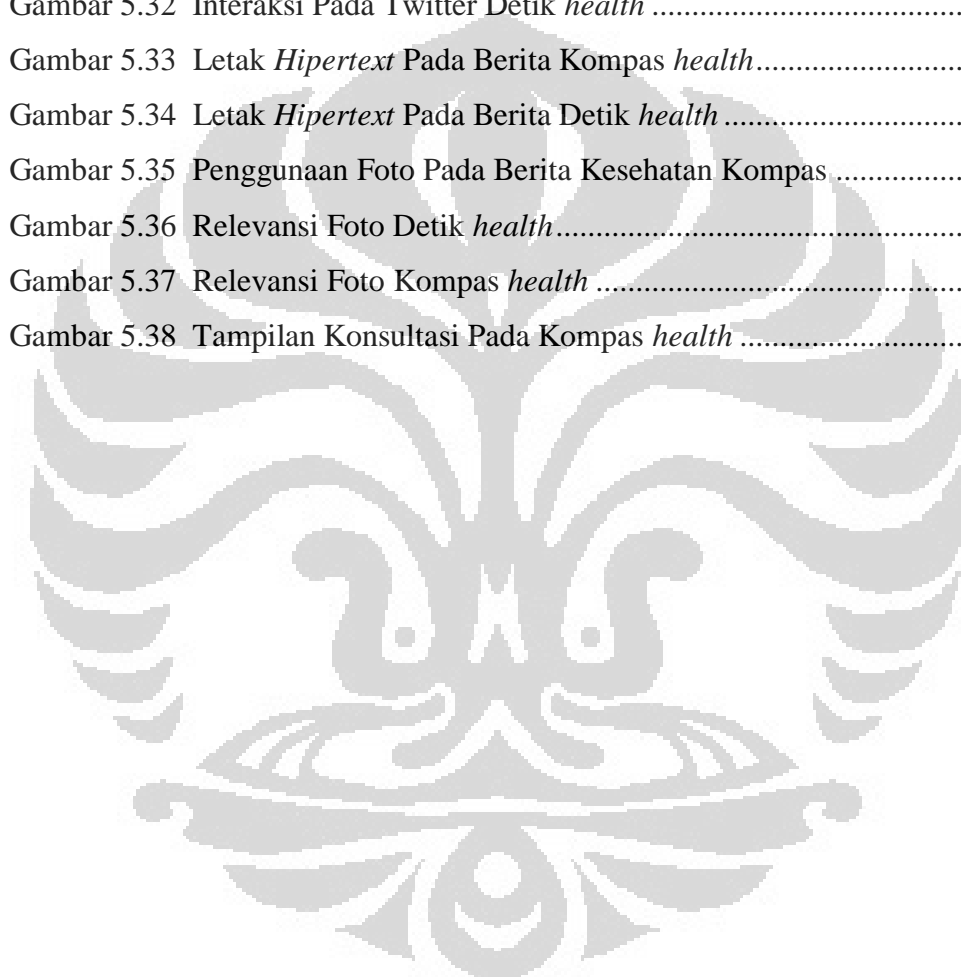 Gambar 5.32 Interaksi Pada Twitter Detik health ....................................
Gambar 5.33 Letak Hipertext Pada Berita Kompas health.........................
Gambar 5.34 Letak Hipertext Pada Berita Detik health .............................
Gambar 5.35 Penggunaan Foto Pada Berita Kesehatan Kompas ...............
Gambar 5.36 Relevansi Foto Detik health.................................................
Gambar 5.37 Relevansi Foto Kompas health ............................................
Gambar 5.38 Tampilan Konsultasi Pada Kompas health ..........................